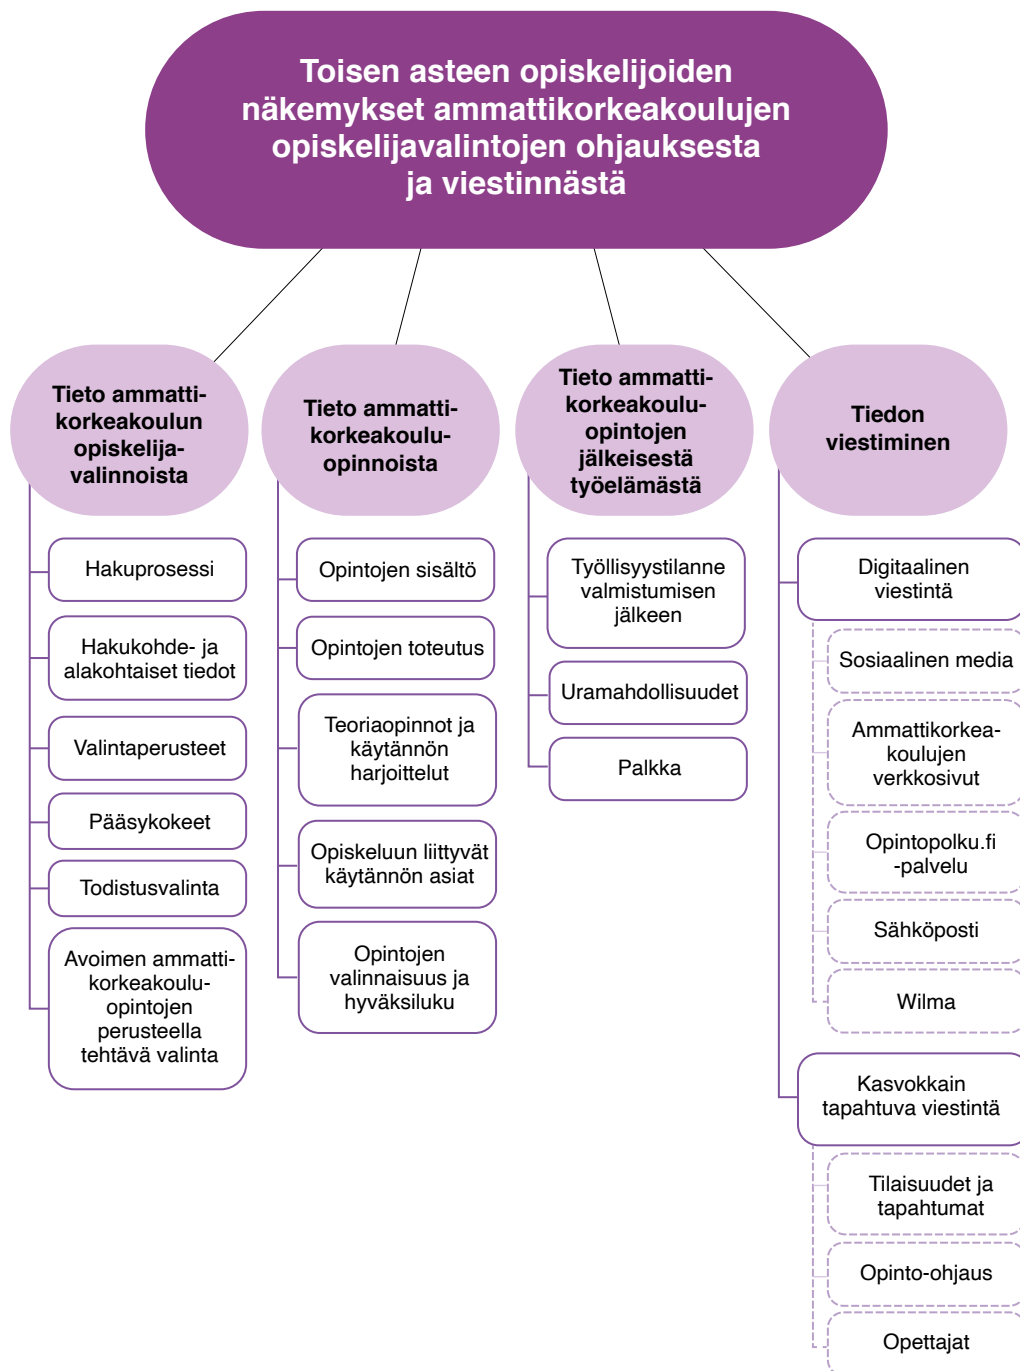 Toisen asteen opiskelijoiden
näkemykset ammattikorkeakoulujen
opiskelijavalintojen ohjauksesta
ja viestinnästä
Tieto ammatti-
korkeakoulun
opiskelija-
valinnoista
Hakuprosessi
Hakukohde- ja
alakohtaiset tiedot
Valintaperusteet
Pääsykokeet
Todistusvalinta
Avoimen ammatti-
korkeakoulu-
opintojen
perusteella
tehtävä valinta
Tieto ammatti-
korkeakoulu-
opinnoista
Opintojen sisältö
Opintojen toteutus
Teoriaopinnot ja
käytännön
harjoittelut
Opiskeluun liittyvät
käytännön asiat
Opintojen
valinnaisuus ja
hyväksiluku
Tieto ammatti-
korkeakoulu-
opintojen
jälkeisestä
työelämästä
Työllisyystilanne
valmistumisen
jälkeen
Uramahdollisuudet
Palkka
Tiedon
viestiminen
Digitaalinen
viestintä
Sosiaalinen media
Ammattikorkea-
koulujen
verkkosivut
Opintopolku.fi
-palvelu
Sähköposti
Wilma
Kasvokkain
tapahtuva viestintä
Tilaisuudet ja
tapahtumat
Opinto-ohjaus
Opettajat